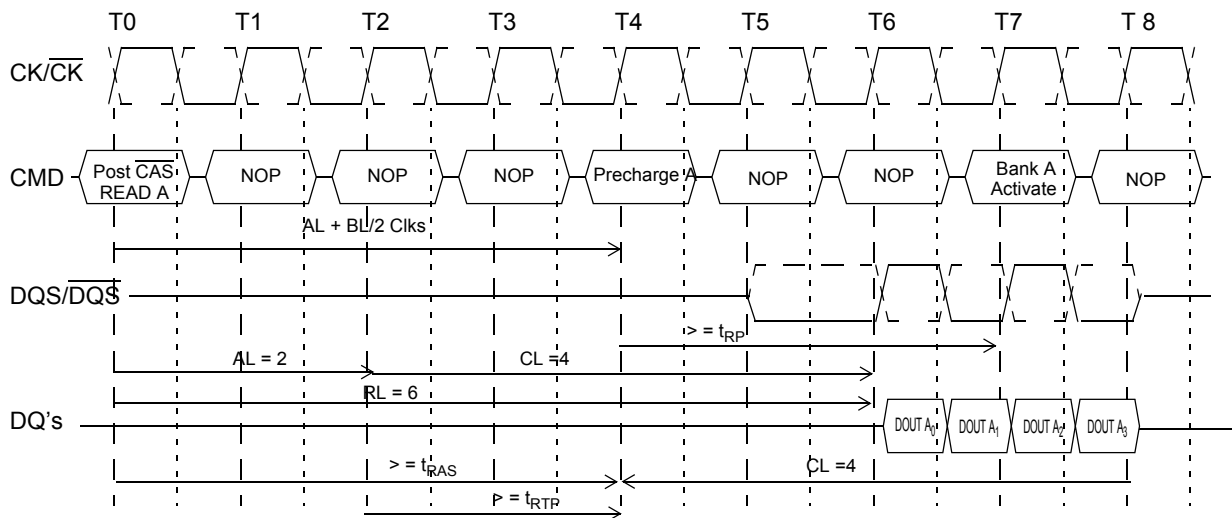 T0 T1 T2 T3 T4 T5 T6 T7 T 8
CK/CK
CMD Post CAS READ A NOP NOP NOP Precharge A NOP NOP Bank A Activate NOP
AL + BL/2 Clks
DQS/DQS
> = tRP
AL = 2 CL =4
RL = 6
DQ's DOUT A0 DOUT A1 DOUT A2 DOUT A3
> = tRAS CL =4
> = tRTP